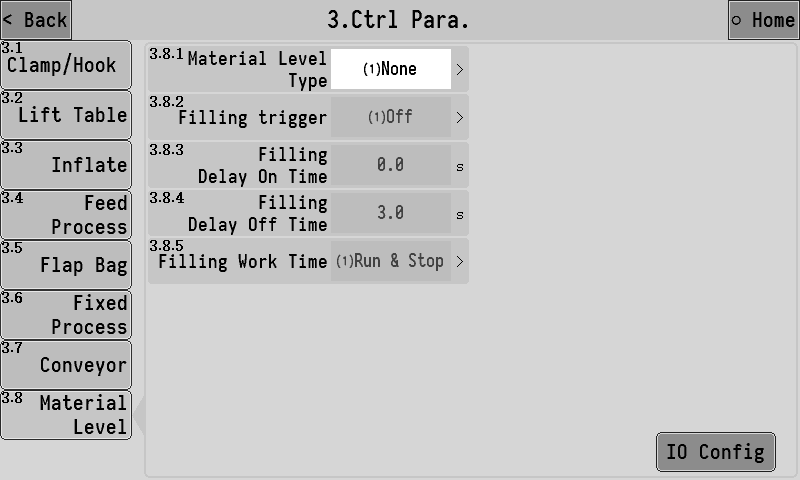 < Back
3.Ctrl Para.
○ Home
3.1
Clamp/Hook
3.2
Lift Table
3.3
Inflate
3.4
Feed
Process
3.5
Flap Bag
3.6
Fixed
Process
3.7
Conveyor
3.8
Material
Level
3.8.1
Material Level
Type
(1)None >
3.8.2
Filling trigger
(1)Off >
3.8.3
Filling
Delay On Time
0.0 s
3.8.4
Filling
Delay Off Time
3.0 s
3.8.5
Filling Work Time
(1)Run & Stop >
IO Config